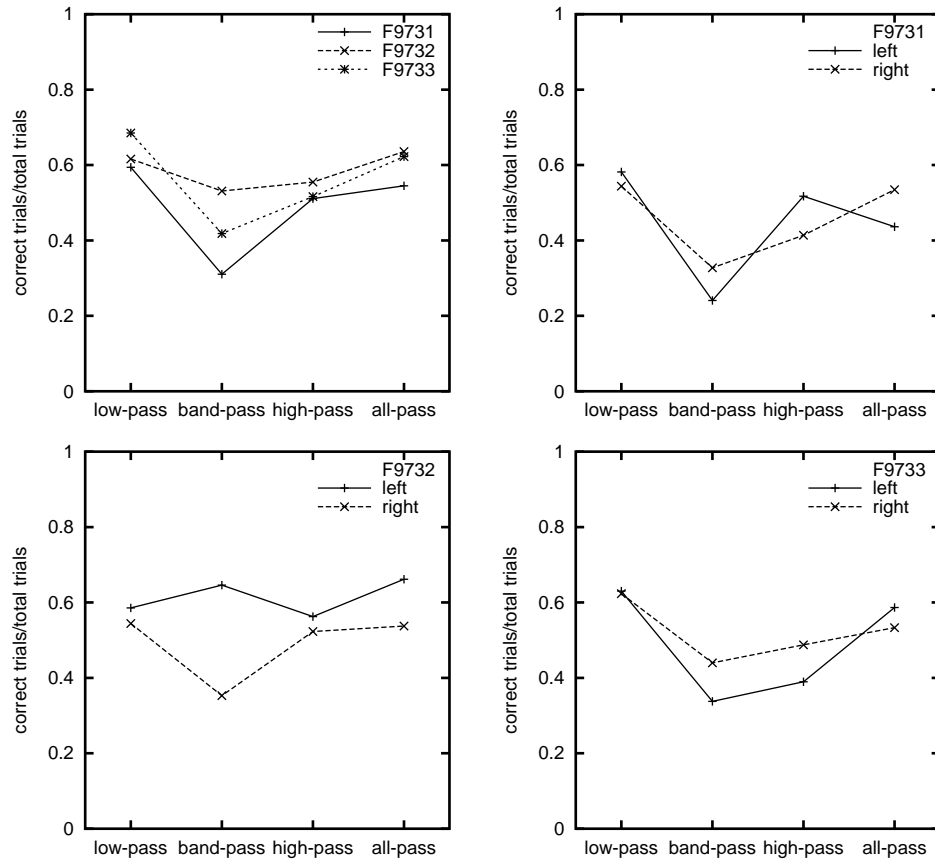 1
0.8
0.6
0.4
0.2
0
correct trials/total trials
F9731
F9732
F9733
low-pass band-pass high-pass all-pass
1
0.8
0.6
0.4
0.2
0
correct trials/total trials
F9731
left
right
low-pass band-pass high-pass all-pass
1
0.8
0.6
0.4
0.2
0
correct trials/total trials
F9732
left
right
low-pass band-pass high-pass all-pass
1
0.8
0.6
0.4
0.2
0
correct trials/total trials
F9733
left
right
low-pass band-pass high-pass all-pass